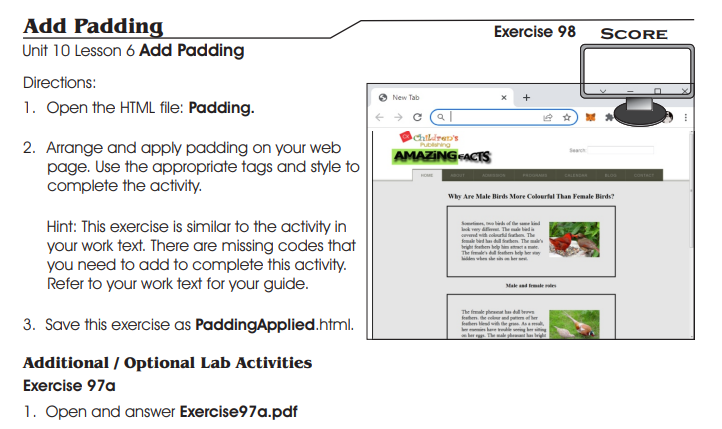 Add Padding
Exercise 98 SCORE
Unit 10 Lesson 6 Add Padding
Directions:
1. Open the HTML file: Padding.
2. Arrange and apply padding on your web
page. Use the appropriate tags and style to
complete the activity.
Hint: This exercise is similar to the activity in
your work text. There are missing codes that
you need to add to complete this activity.
Refer to your work text for your guide.
3. Save this exercise as PaddingApplied.html.
Additional / Optional Lab Activities
Exercise 97a
1. Open and answer Exercise97a.pdf
New Tab
Children's
Publishing
AMAZING FACTS
Search:
HOME ABOUT PROGRAMS CALENDAR BLOG CONTACT
Why Are Male Birds More Colourful Than Female Birds?
Sometimes, two birds of the same kind
look very different. The male bird is
covered with colourful feathers. The
female bird has dull feathers. The male's
bright feathers help him attract a mate.
The female's dull feathers help her stay
hidden when she sits on her nest.
Male and female roles
The female pheasant has dull brown
feathers. the colour and pattern of her
feathers blend with the grass. As a result,
her enemies have trouble seeing her sitting
on her eggs. The male pheasant has bright